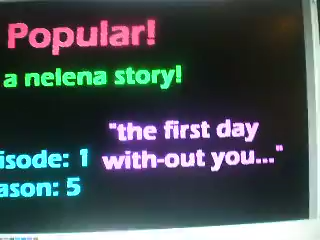 Popular!
a nelena story!
"the first day
isode: 1 with-out you..."
ason: 5